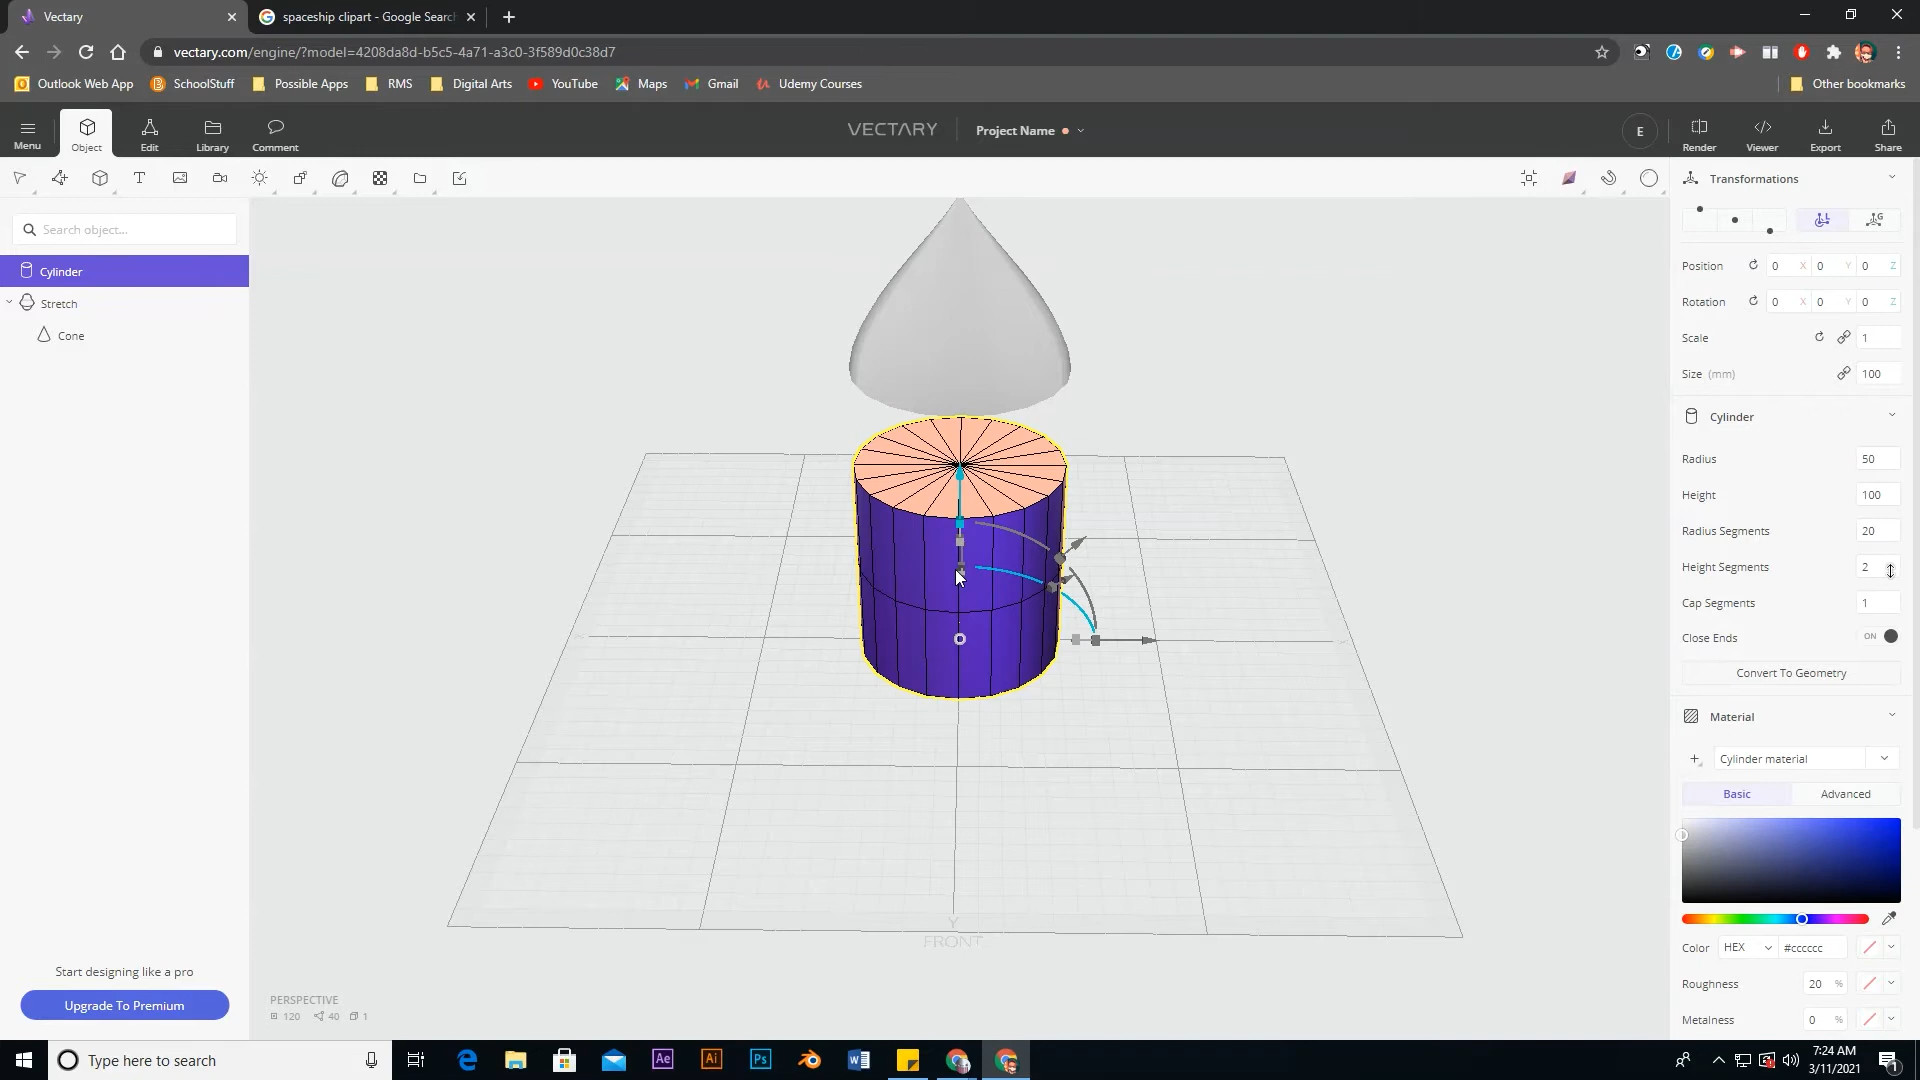 Vectary
spaceship clipart - Google Search
vectary.com/engine/?model=4208da8d-b5c5-4a71-a3c0-3f589d0c38d7
Outlook Web App
SchoolStuff
Possible Apps
RMS
Digital Arts
YouTube
Maps
Gmail
Udemy Courses
Other bookmarks
Menu
Object
Edit
Library
Comment
VECTARY
Project Name
E
Render
Viewer
Export
Share
T
Search object...
Cylinder
Stretch
Cone
Start designing like a pro
Upgrade To Premium
Y
FRONT
PERSPECTIVE
120 40 1
Transformations
L G
Position 0 X 0 Y 0 Z
Rotation 0 X 0 Y 0 Z
Scale 1
Size (mm) 100
Cylinder
Radius 50
Height 100
Radius Segments 20
Height Segments 2
Cap Segments 1
Close Ends ON
Convert To Geometry
Material
Cylinder material
Basic Advanced
Color HEX #cccccc
Roughness 20 %
Metalness 0 %
Type here to search
Ae
Ai
Ps
7:24 AM
3/11/2021
1